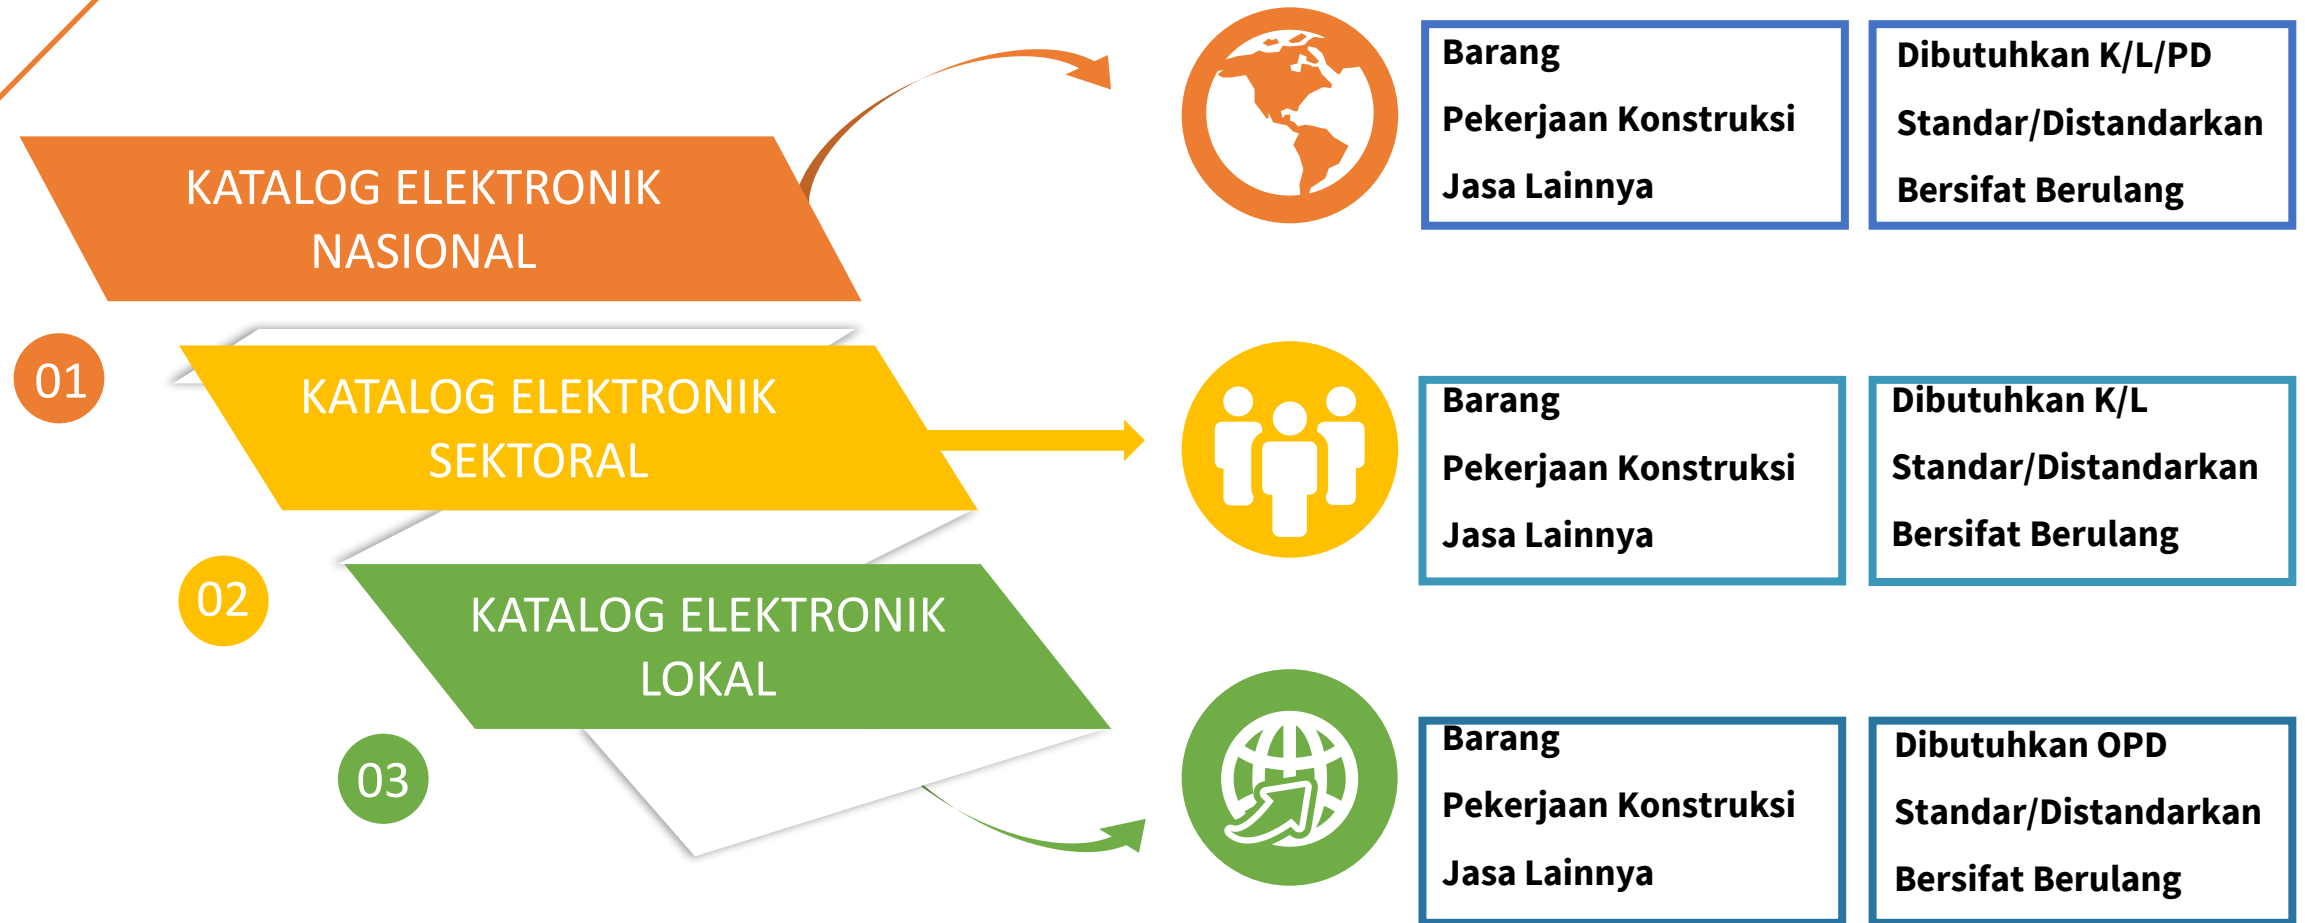 KATALOG ELEKTRONIK
NASIONAL
Barang
Pekerjaan Konstruksi
Jasa Lainnya
Dibutuhkan K/L/PD
Standar/Distandarkan
Bersifat Berulang
01
KATALOG ELEKTRONIK
SEKTORAL
Barang
Pekerjaan Konstruksi
Jasa Lainnya
Dibutuhkan K/L
Standar/Distandarkan
Bersifat Berulang
02
KATALOG ELEKTRONIK
LOKAL
03
Barang
Pekerjaan Konstruksi
Jasa Lainnya
Dibutuhkan OPD
Standar/Distandarkan
Bersifat Berulang